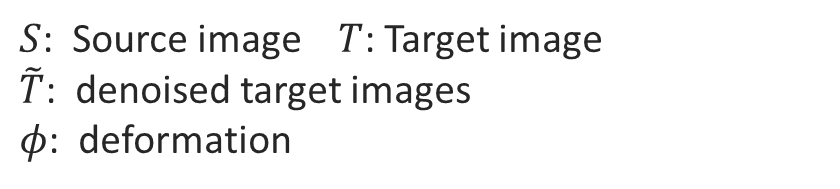 S: Source image T: Target image
T̃: denoised target images
ϕ: deformation